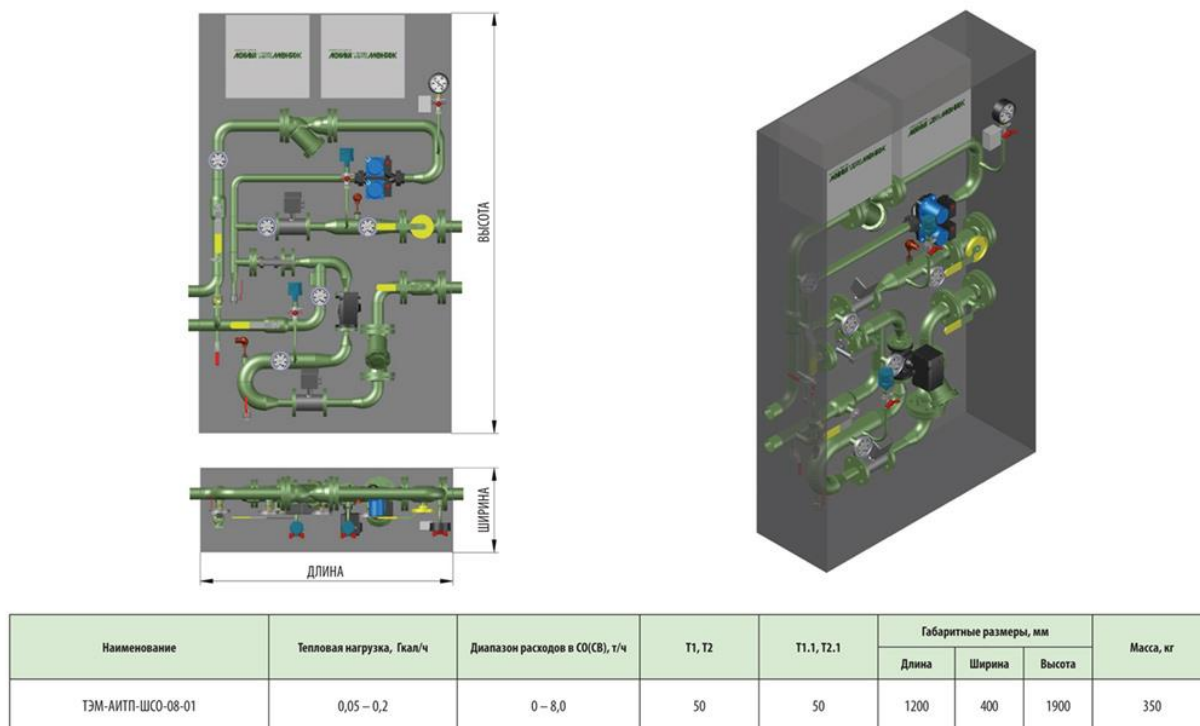 ВЫСОТА
ШИРИНА
ДЛИНА
Наименование
Тепловая нагрузка, Гкал/ч
Диапазон расходов в СО(СВ), т/ч
Т1, Т2
Т1.1, Т2.1
Габаритные размеры, мм
Масса, кг
Длина
Ширина
Высота
ТЭМ-АИТП-ШСО-08-01
0,05 – 0,2
0 – 8,0
50
50
1200
400
1900
350